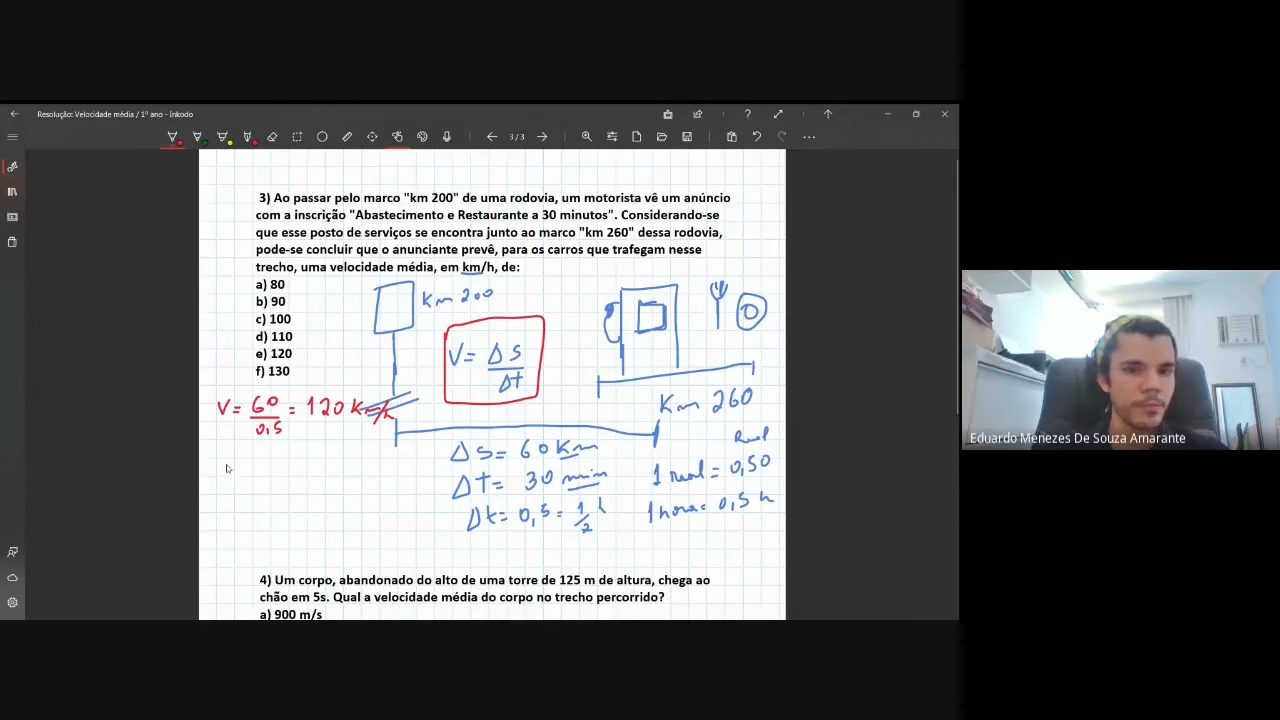 Resolução: Velocidade média / 1º ano - Inkodo
3/3
3) Ao passar pelo marco "km 200" de uma rodovia, um motorista vê um anúncio
com a inscrição "Abastecimento e Restaurante a 30 minutos". Considerando-se
que esse posto de serviços se encontra junto ao marco "km 260" dessa rodovia,
pode-se concluir que o anunciante prevê, para os carros que trafegam nesse
trecho, uma velocidade média, em km/h, de:
a) 80
b) 90
c) 100
d) 110
e) 120
f) 130
Km 200
V = Δs/Δt
Km 260
V = 60/0,5 = 120 Km/h
Δs = 60 Km
Δt = 30 min
Δt = 0,5 = 1/2 h
Real
1 Real = 0,50
1 hora = 0,5 h
4) Um corpo, abandonado do alto de uma torre de 125 m de altura, chega ao
chão em 5s. Qual a velocidade média do corpo no trecho percorrido?
a) 900 m/s
Eduardo Menezes De Souza Amarante